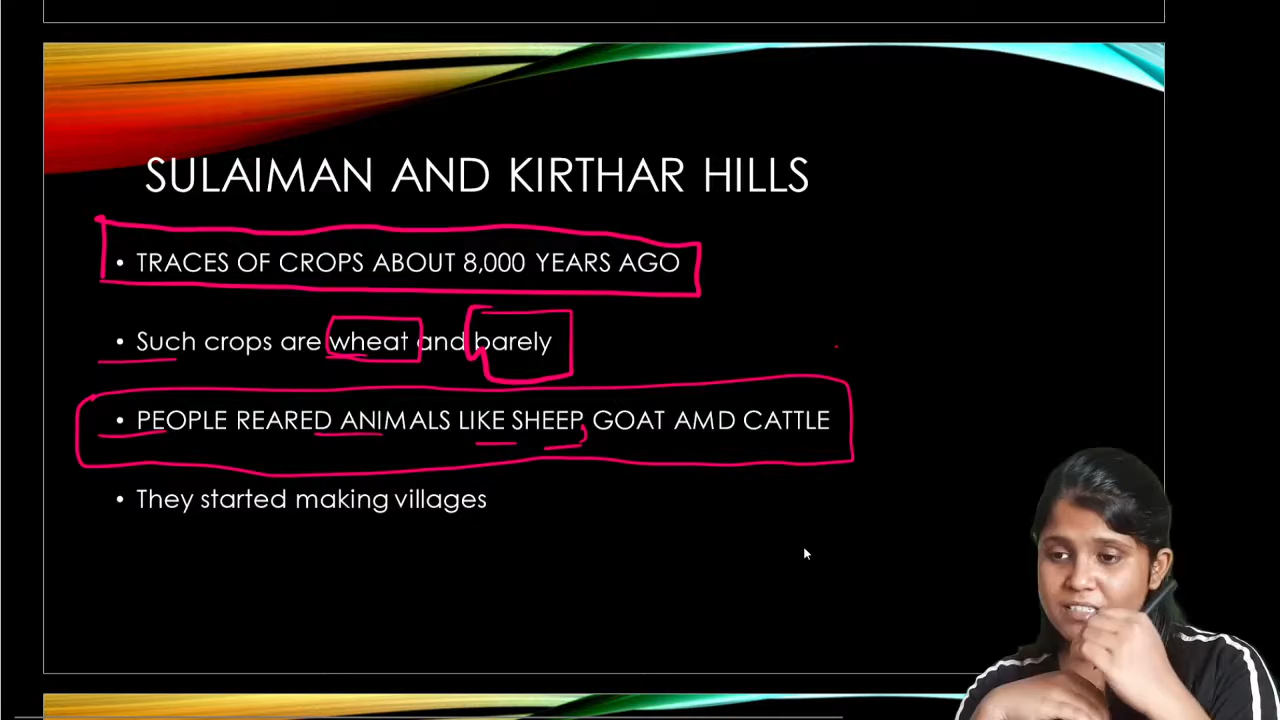 SULAIMAN AND KIRTHAR HILLS
• TRACES OF CROPS ABOUT 8,000 YEARS AGO
• Such crops are wheat and barely
• PEOPLE REARED ANIMALS LIKE SHEEP, GOAT AMD CATTLE
• They started making villages